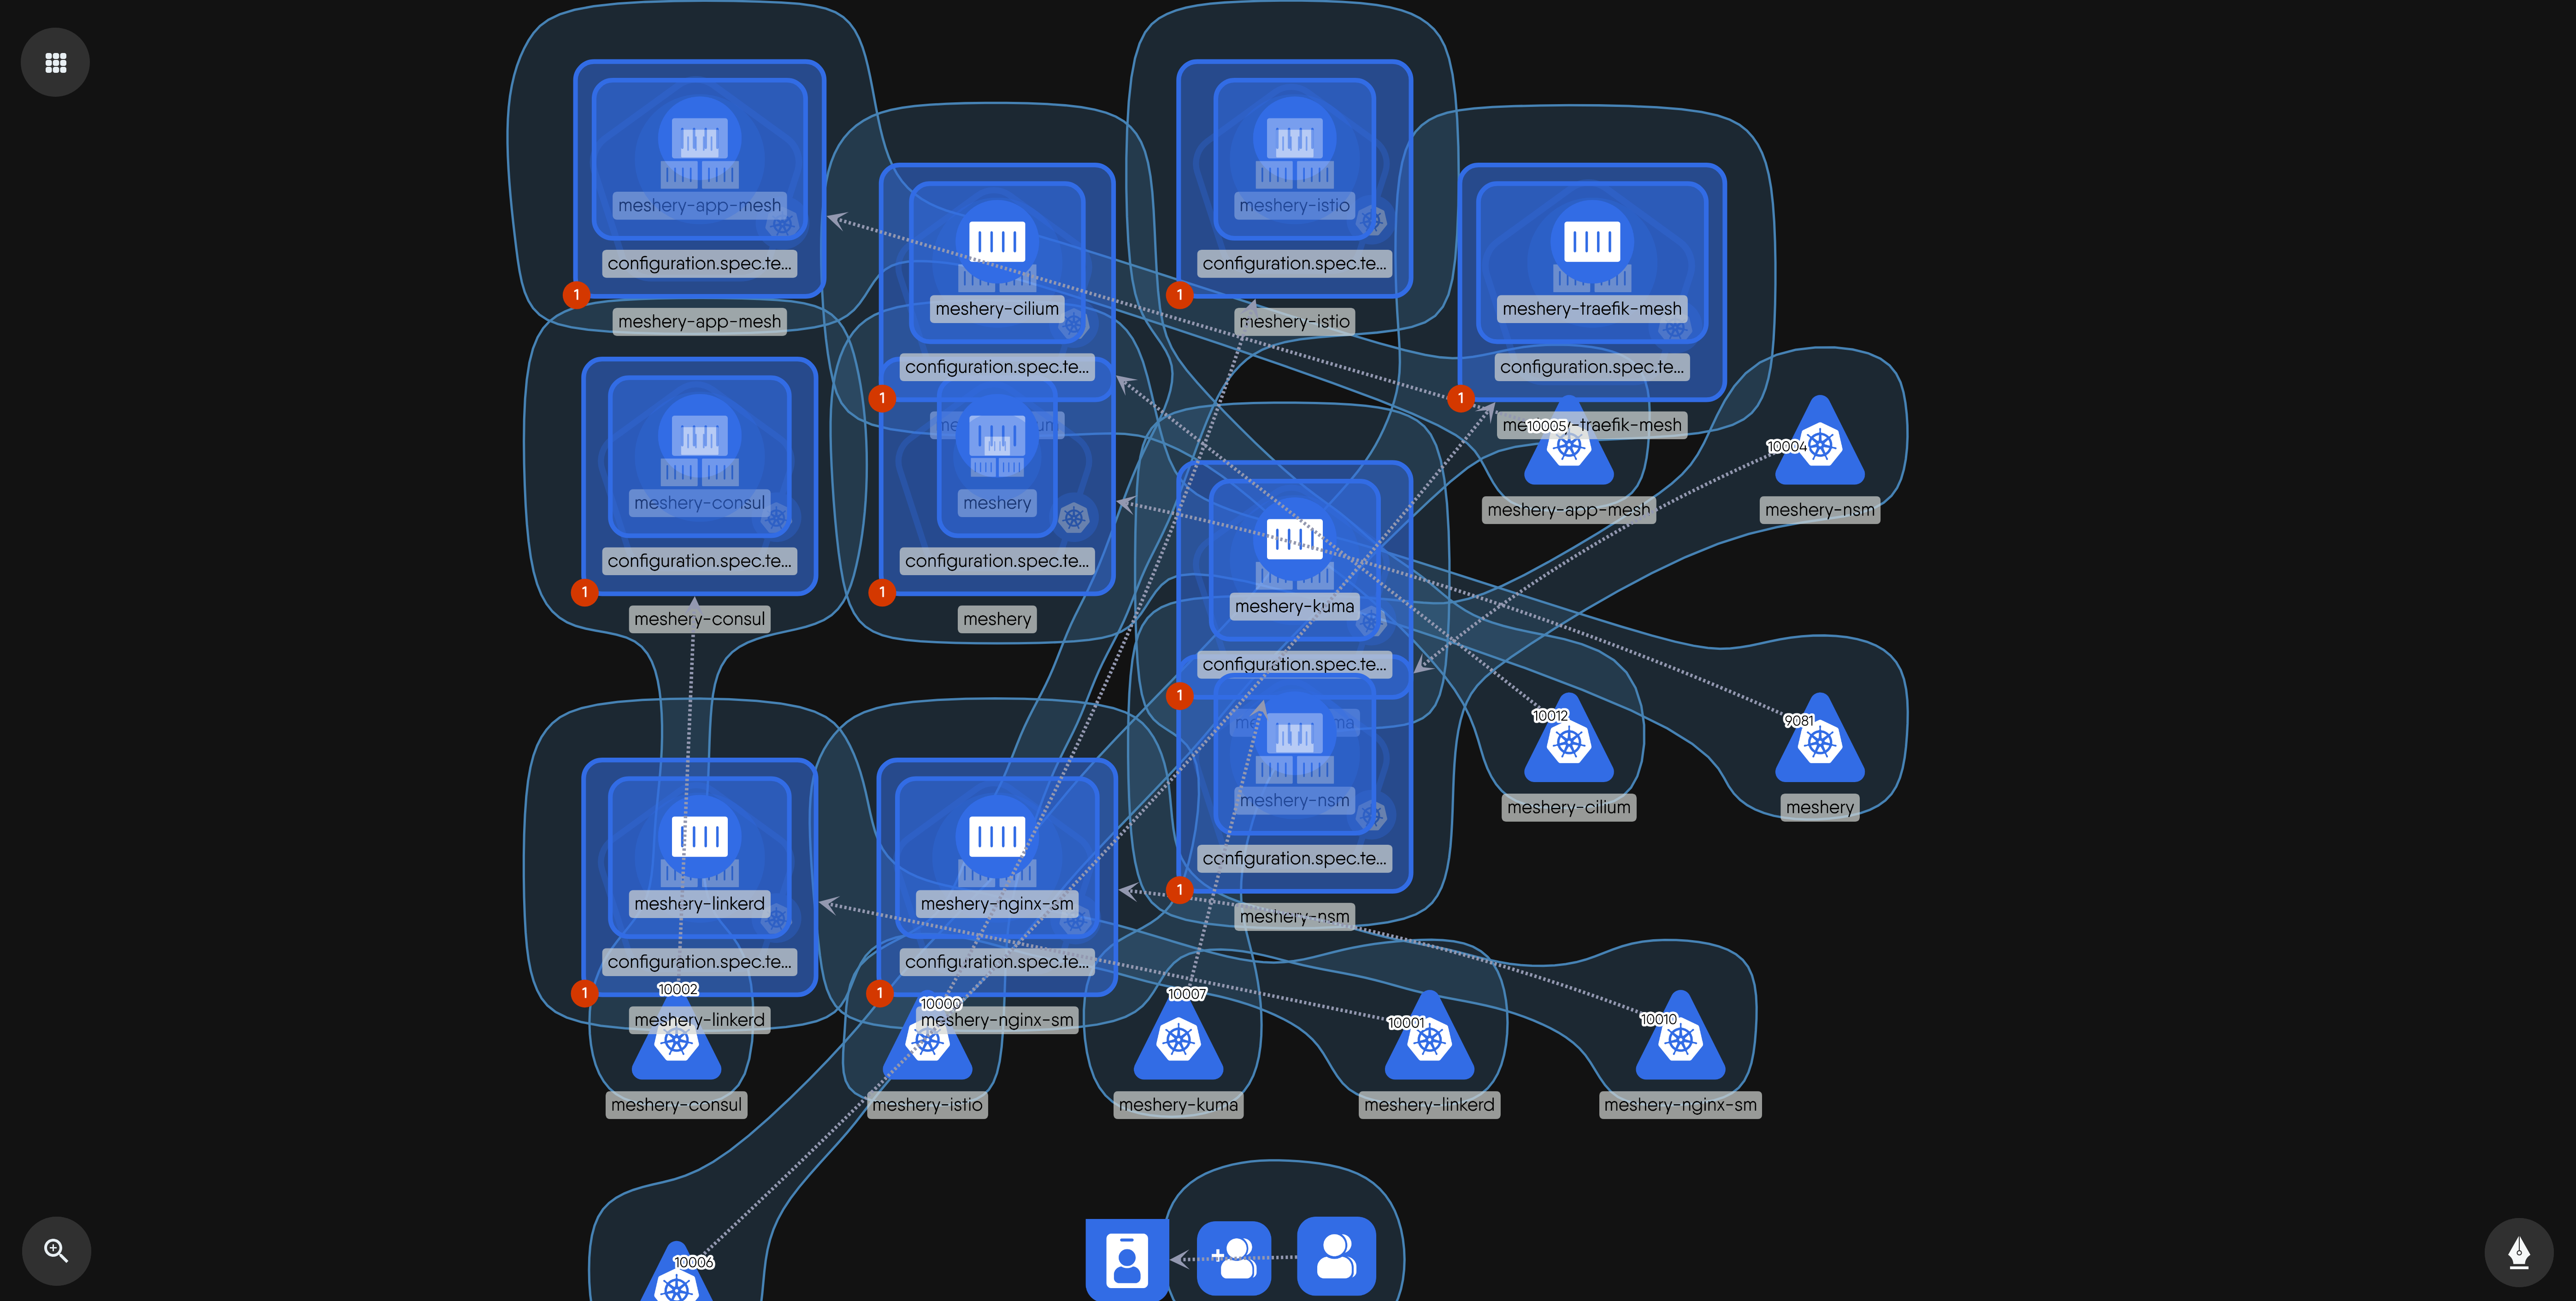 meshery-app-mesh
configuration.spec.te...
1
meshery-app-mesh
meshery-cilium
configuration.spec.te...
1
meshery-istio
configuration.spec.te...
1
meshery-istio
meshery-traefik-mesh
configuration.spec.te...
1
-traefik-mesh
10005
meshery-app-mesh
10004
meshery-nsm
meshery-consul
configuration.spec.te...
1
meshery-consul
meshery
configuration.spec.te...
1
meshery
meshery-kuma
configuration.spec.te...
1
meshery-nsm
configuration.spec.te...
1
meshery-nsm
10012
meshery-cilium
9081
meshery
meshery-linkerd
configuration.spec.te...
1
meshery-linkerd
meshery-nginx-sm
configuration.spec.te...
1
meshery-nginx-sm
10002
meshery-consul
10000
meshery-istio
10007
meshery-kuma
10001
meshery-linkerd
10010
meshery-nginx-sm
10006